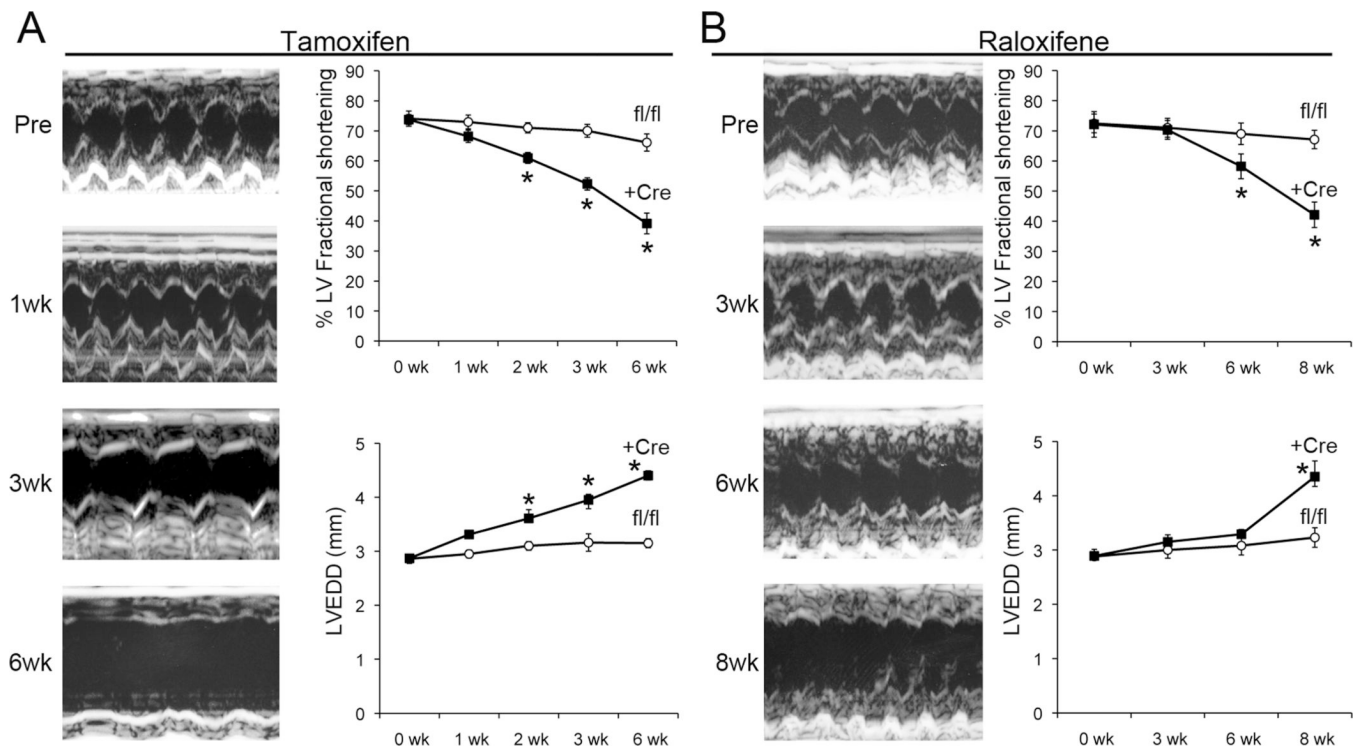 A
Tamoxifen
Pre
1wk
3wk
6wk
% LV Fractional shortening
90
80
70
60
50
40
30
20
10
0
fl/fl
+Cre
*
*
*
0 wk 1 wk 2 wk 3 wk 6 wk
LVEDD (mm)
5
4
3
2
1
0
+Cre
*
*
*
fl/fl
0 wk 1 wk 2 wk 3 wk 6 wk
B
Raloxifene
Pre
3wk
6wk
8wk
% LV Fractional shortening
90
80
70
60
50
40
30
20
10
0
fl/fl
+Cre
*
*
0 wk 3 wk 6 wk 8 wk
LVEDD (mm)
5
4
3
2
1
0
+Cre
*
fl/fl
0 wk 3 wk 6 wk 8 wk